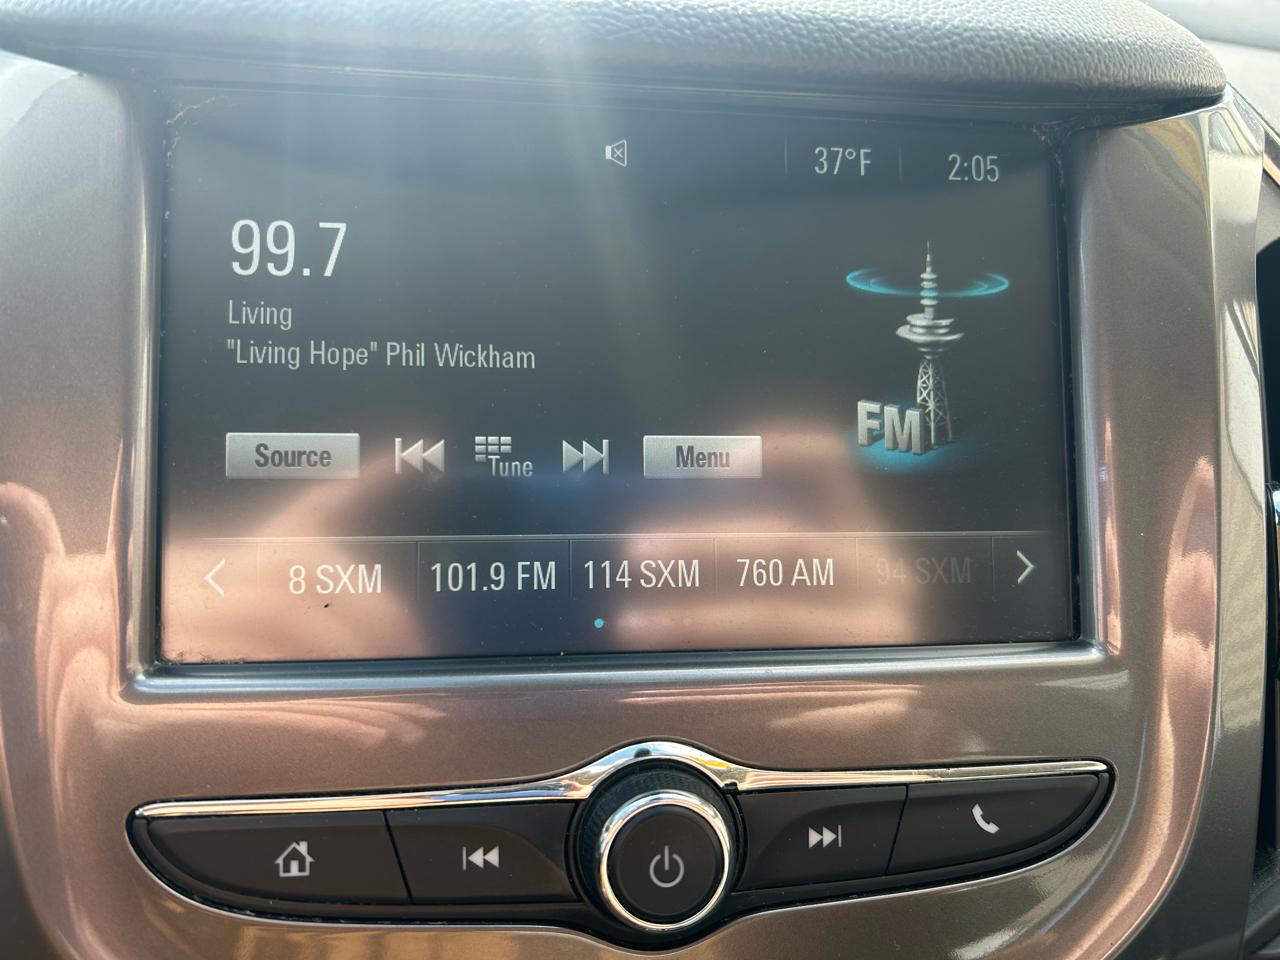 37°F 2:05
99.7
Living
"Living Hope" Phil Wickham
FM
Source Tune Menu
8 SXM 101.9 FM 114 SXM 760 AM 94 SXM